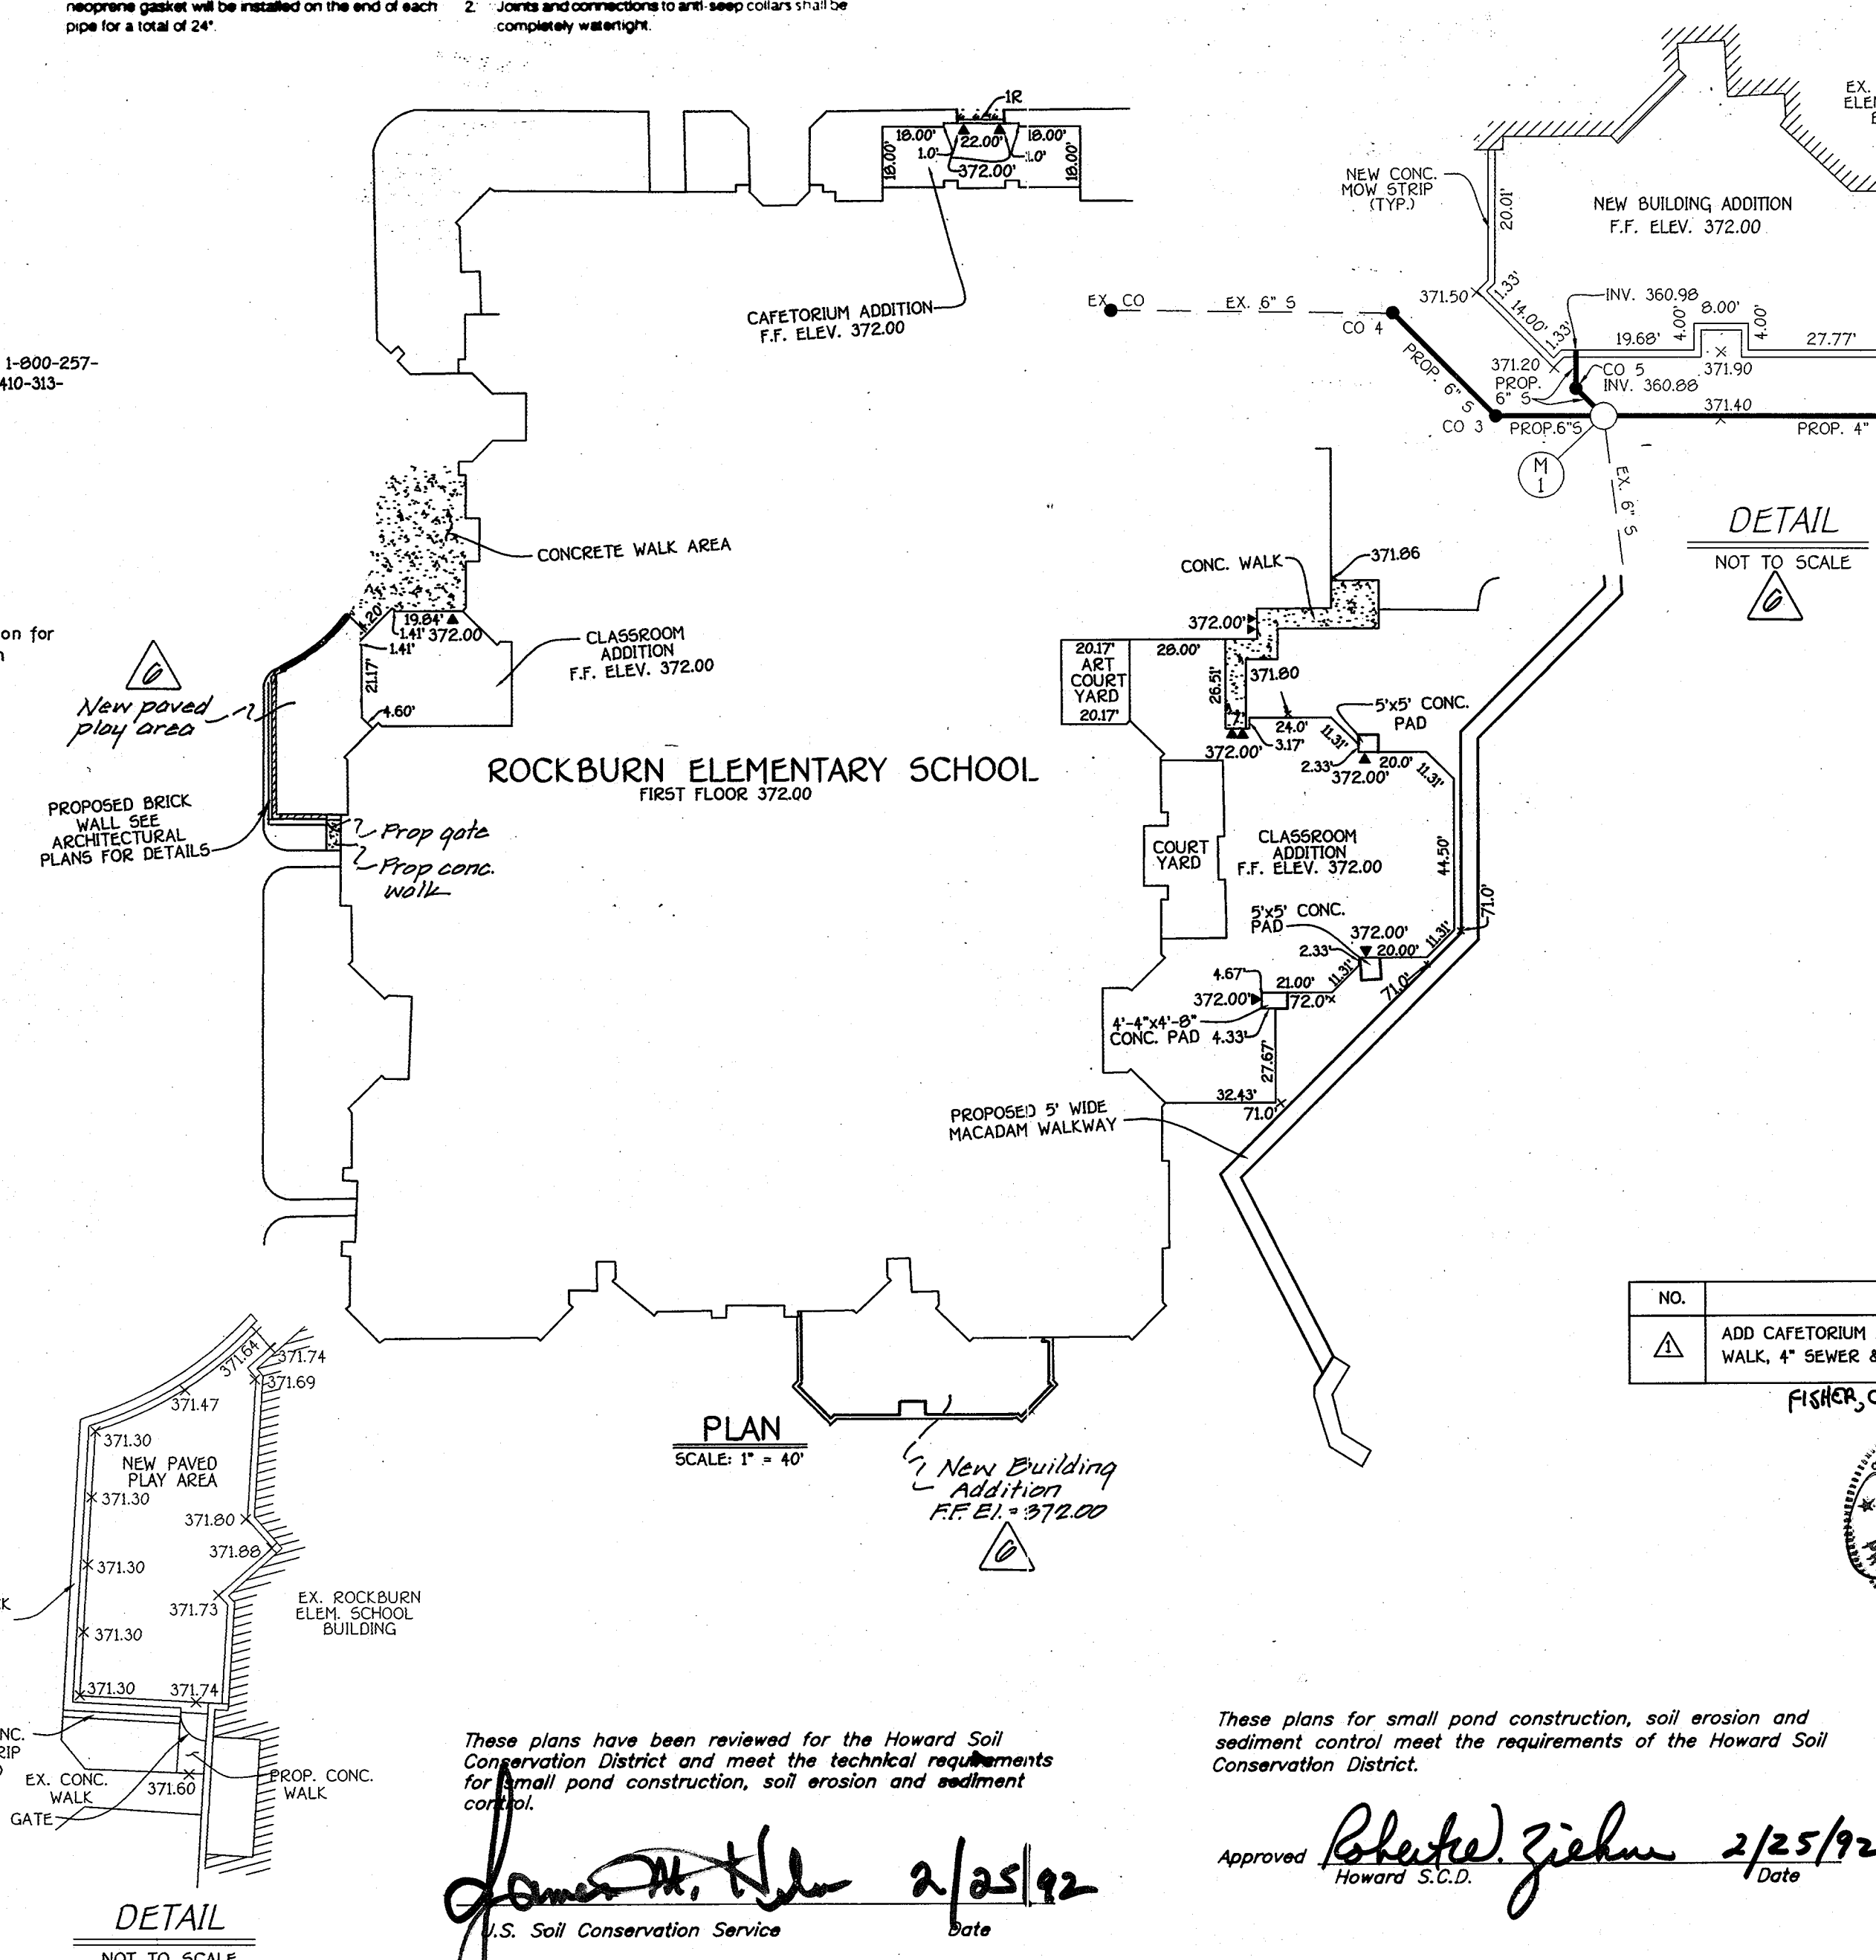 neoprene gasket will be installed on the end of each
pipe for a total of 24".
2. Joints and connections to anti-seep collars shall be
completely watertight.
1R
18.00'
22.00'
18.00'
1.0'
1.0'
18.00'
372.00'
18.00'
CAFETORIUM ADDITION
F.F. ELEV. 372.00
1-800-257-
410-313-
on for
EX.
NEW CONC.
MOW STRIP
(TYP.)
20.01'
NEW BUILDING ADDITION
F.F. ELEV. 372.00
EX. CO
EX. 6" S
CO 4
371.50
1.33'
14.00'
1.33'
INV. 360.98
19.68'
4.00'
8.00'
4.00'
27.77'
371.20
PROP.
6" S
CO 5
INV. 360.88
371.90
371.40
PROP. 6" S
CO 3
PROP.6"S
PROP. 4"
M
1
EX. 6" S
DETAIL
NOT TO SCALE
6
CONCRETE WALK AREA
19.84'
1.41'
372.00
1.41'
21.17'
4.60'
CLASSROOM
ADDITION
F.F. ELEV. 372.00
6
New paved
play area
PROPOSED BRICK
WALL SEE
ARCHITECTURAL
PLANS FOR DETAILS
Prop gate
Prop conc.
walk
ROCKBURN ELEMENTARY SCHOOL
FIRST FLOOR 372.00
CONC. WALK
371.86
372.00'
20.17'
ART
COURT
YARD
20.17'
28.00'
26.51'
371.80
24.0'
3.17'
372.00'
11.31'
5'x5' CONC.
PAD
2.33'
20.0'
372.00'
11.31'
COURT
YARD
CLASSROOM
ADDITION
F.F. ELEV. 372.00
44.50'
71.0'
5'x5' CONC.
PAD
372.00'
2.33'
20.00'
11.31'
4.67'
21.00'
11.31'
71.0'
372.00'
72.0'
4'-4"x4'-8"
CONC. PAD
4.33'
27.67'
32.43'
71.0'
PROPOSED 5' WIDE
MACADAM WALKWAY
NO.
1
ADD CAFETORIUM
WALK, 4" SEWER &
FISHER,
PLAN
SCALE: 1" = 40'
New Building
Addition
F.F. El. = 372.00
6
371.64
371.74
371.69
371.47
371.30
NEW PAVED
PLAY AREA
371.30
371.80
371.88
371.30
371.73
371.30
371.30
371.74
EX. ROCKBURN
ELEM. SCHOOL
BUILDING
EX. CONC.
WALK
371.60
PROP. CONC.
WALK
GATE
DETAIL
NOT TO SCALE
These plans have been reviewed for the Howard Soil
Conservation District and meet the technical requirements
for small pond construction, soil erosion and sediment
control.
2/25/92
U.S. Soil Conservation Service
Date
These plans for small pond construction, soil erosion and
sediment control meet the requirements of the Howard Soil
Conservation District.
Approved
2/25/92
Howard S.C.D.
Date